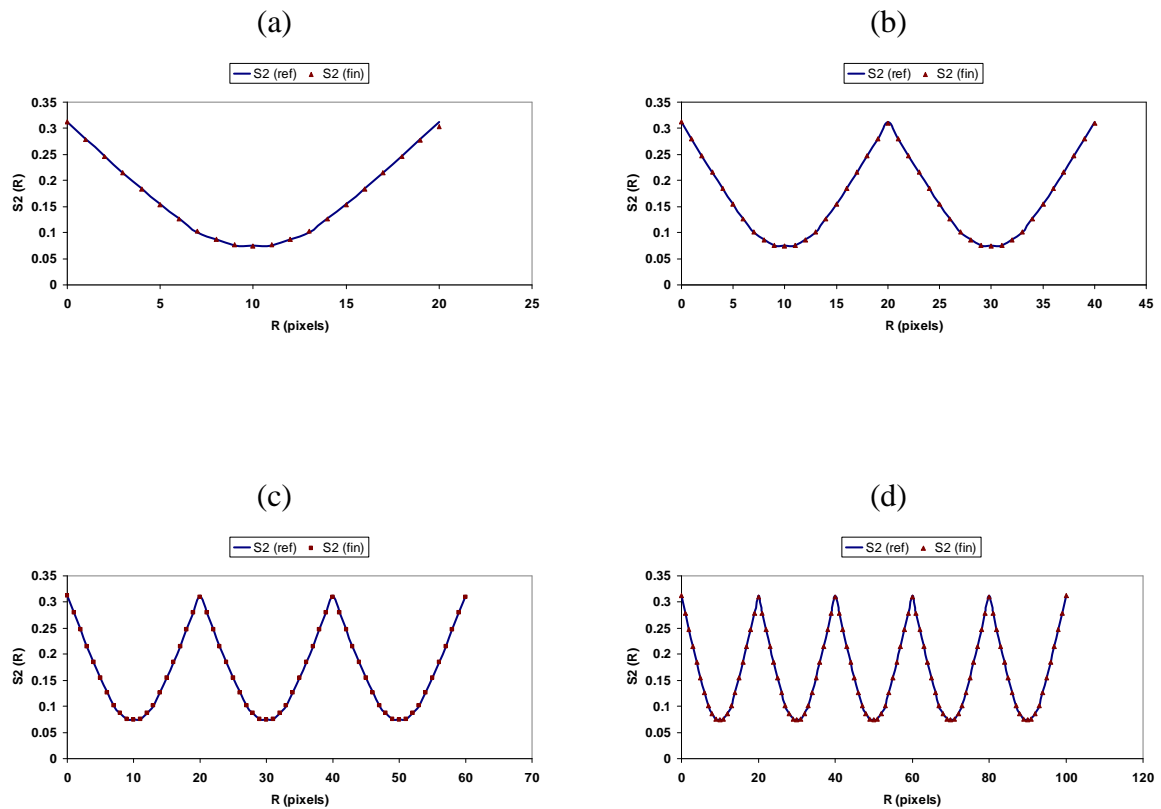 (a)
S2 (ref) S2 (fin)
0.35
0.3
0.25
0.2
0.15
0.1
0.05
0
S2 (R)
0 5 10 15 20 25
R (pixels)
(b)
S2 (ref) S2 (fin)
0.35
0.3
0.25
0.2
0.15
0.1
0.05
0
S2 (R)
0 5 10 15 20 25 30 35 40 45
R (pixels)
(c)
S2 (ref) S2 (fin)
0.35
0.3
0.25
0.2
0.15
0.1
0.05
0
S2 (R)
0 10 20 30 40 50 60 70
R (pixels)
(d)
S2 (ref) S2 (fin)
0.35
0.3
0.25
0.2
0.15
0.1
0.05
0
S2 (R)
0 20 40 60 80 100 120
R (pixels)